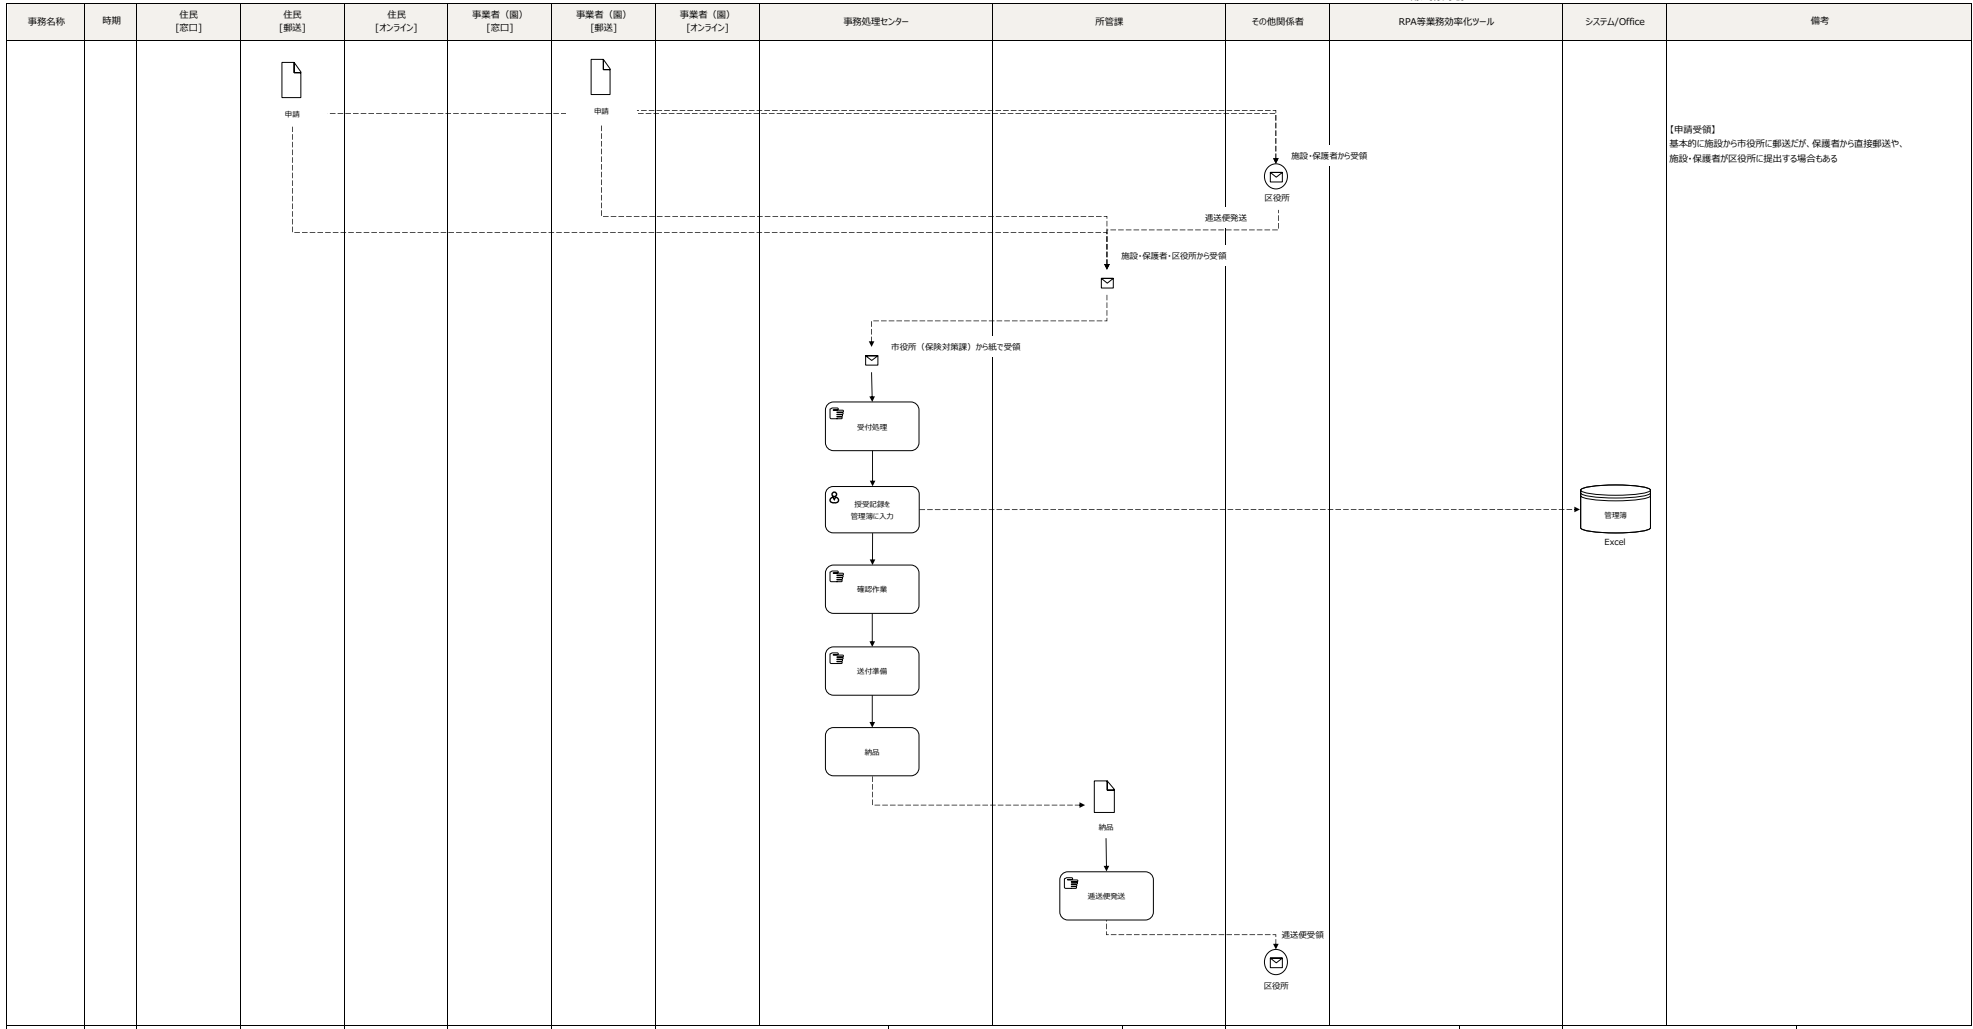 事務名称
時期
住民
[窓口]
住民
[郵送]
住民
[オンライン]
事業者（園）
[窓口]
事業者（園）
[郵送]
事業者（園）
[オンライン]
事務処理センター
所管課
その他関係者
RPA等業務効率化ツール
システム/Office
備考
申請
申請
【申請受領】
基本的に施設から市役所に郵送だが、保護者から直接郵送や、
施設・保護者が区役所に提出する場合もある
施設・保護者から受領
区役所
逓送便発送
施設・保護者・区役所から受領
市役所（保険対策課）から紙で受領
受付処理
授受記録を
管理簿に入力
管理簿
Excel
確認作業
送付準備
納品
納品
逓送便発送
逓送便受領
区役所